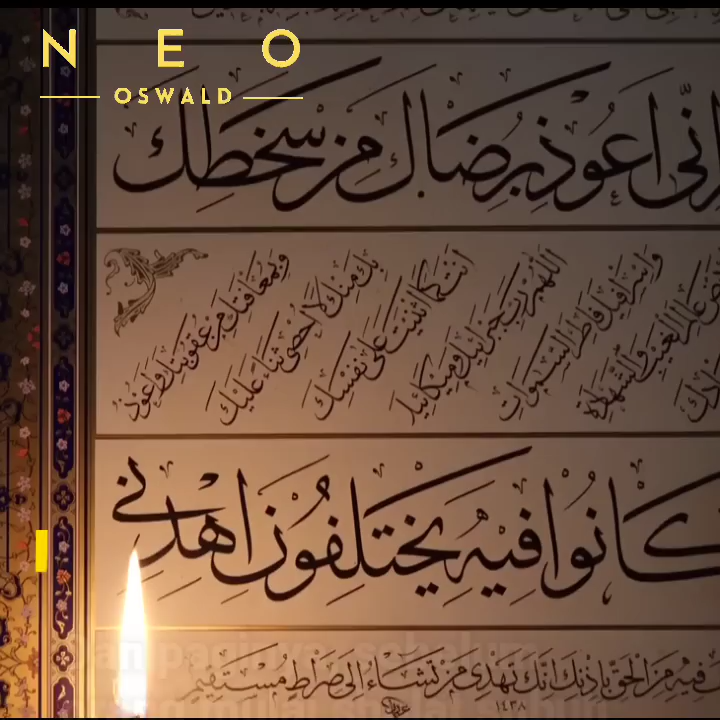 NEO
OSWALD
اني اعوذ برضاك من سخطك
وبمعافاتك من عقوبتك واعوذ
بك منك لا احصي ثناء عليك
انت كما اثنيت على نفسك
اللهم رب جبرائيل وميكائيل
واسرافيل فاطر السموات
الغيب والشهادة
كانوا فيه يختلفون اهدني
فيه من الحق باذنك انك تهدي من تشاء الى صراط مستقيم
١٤٣٨